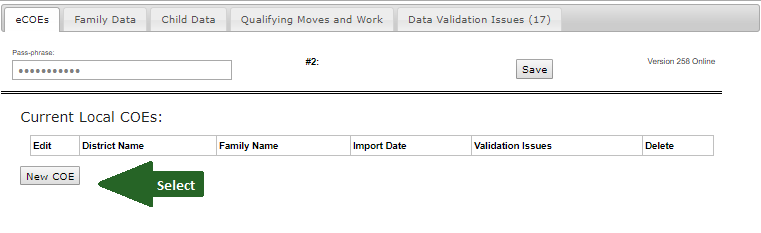 eCOEs Family Data Child Data Qualifying Moves and Work Data Validation Issues (17)
Pass-phrase:
#2:
Version 258 Online
•••••••••••
Save
Current Local COEs:
Edit District Name Family Name Import Date Validation Issues Delete
New COE
Select